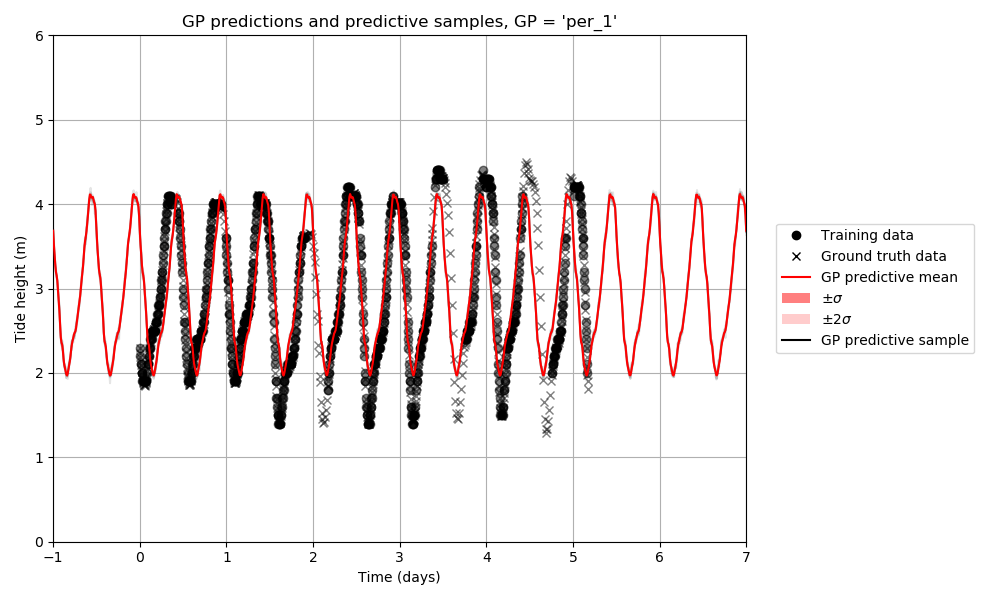 GP predictions and predictive samples, GP = 'per_1'
6
5
4
3
2
1
0
Tide height (m)
−1
0
1
2
3
4
5
6
7
Time (days)
Training data
Ground truth data
GP predictive mean
±σ
±2σ
GP predictive sample